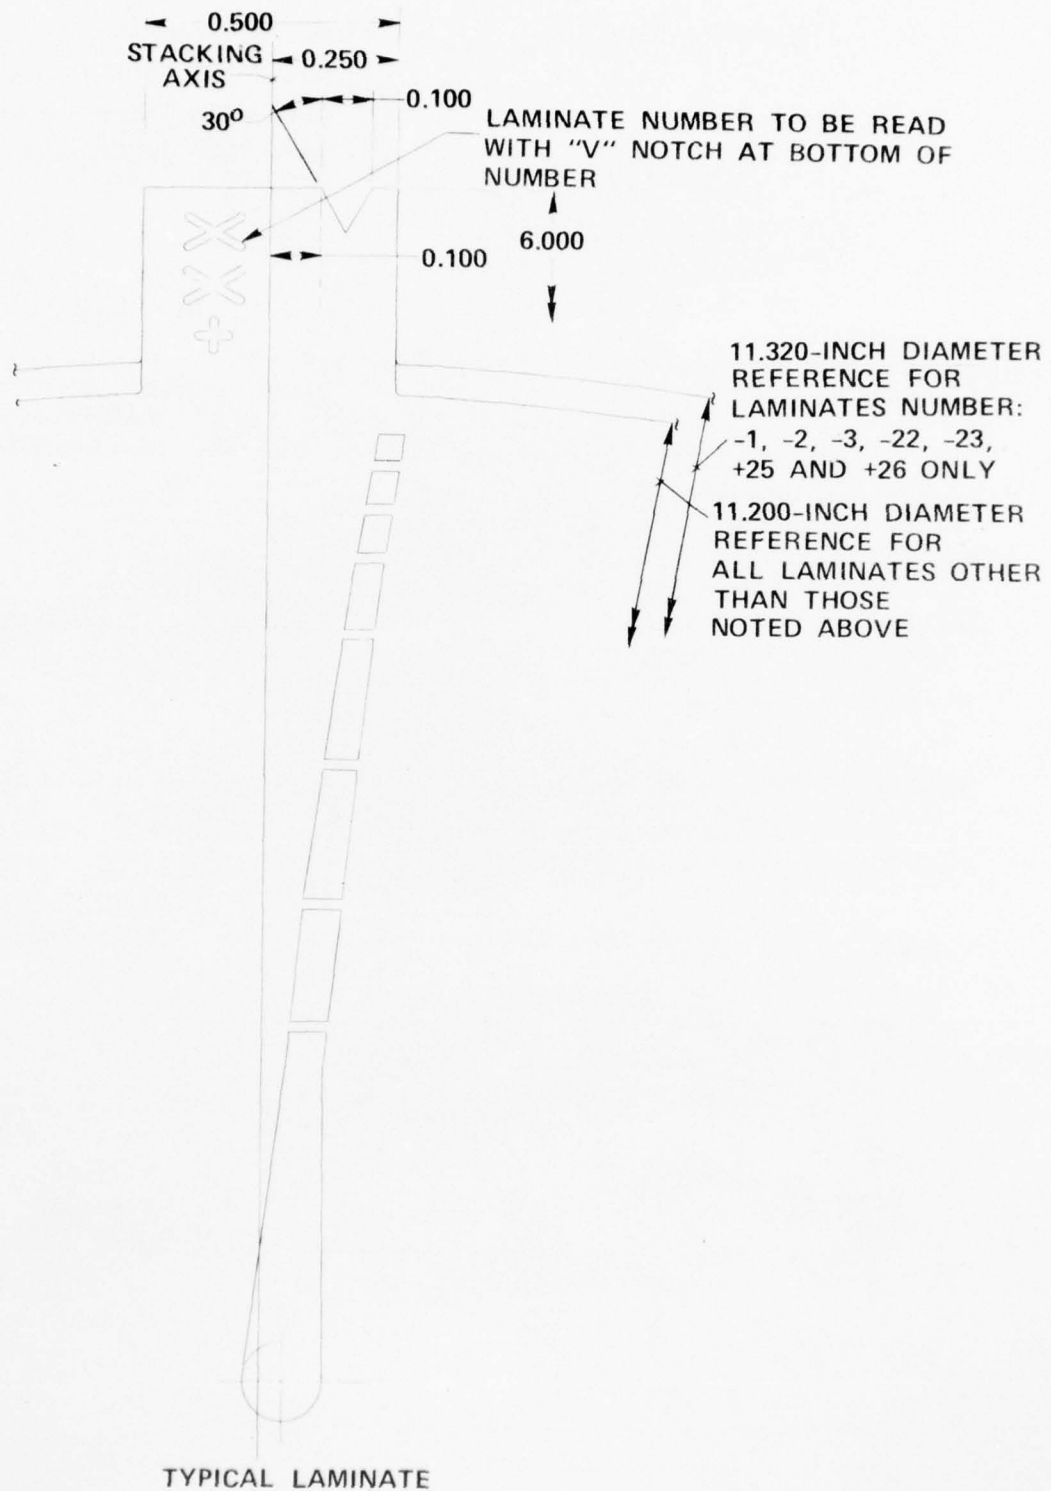 0.500
STACKING
AXIS
0.250
30°
0.100
LAMINATE NUMBER TO BE READ
WITH "V" NOTCH AT BOTTOM OF
NUMBER
XX+
6.000
0.100
11.320-INCH DIAMETER
REFERENCE FOR
LAMINATES NUMBER:
-1, -2, -3, -22, -23,
+25 AND +26 ONLY
11.200-INCH DIAMETER
REFERENCE FOR
ALL LAMINATES OTHER
THAN THOSE
NOTED ABOVE
TYPICAL LAMINATE